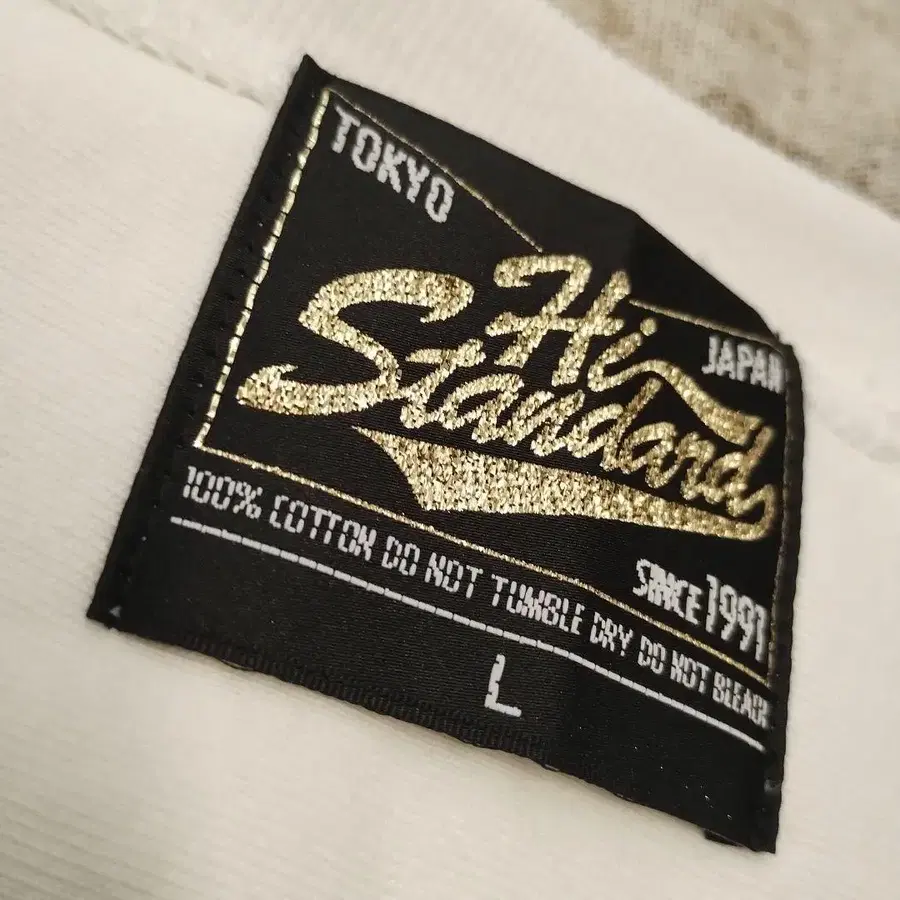 TOKYO
Hi
Standard
JAPAN
SINCE 1991
100% COTTON DO NOT TUMBLE DRY DO NOT BLEACH
L